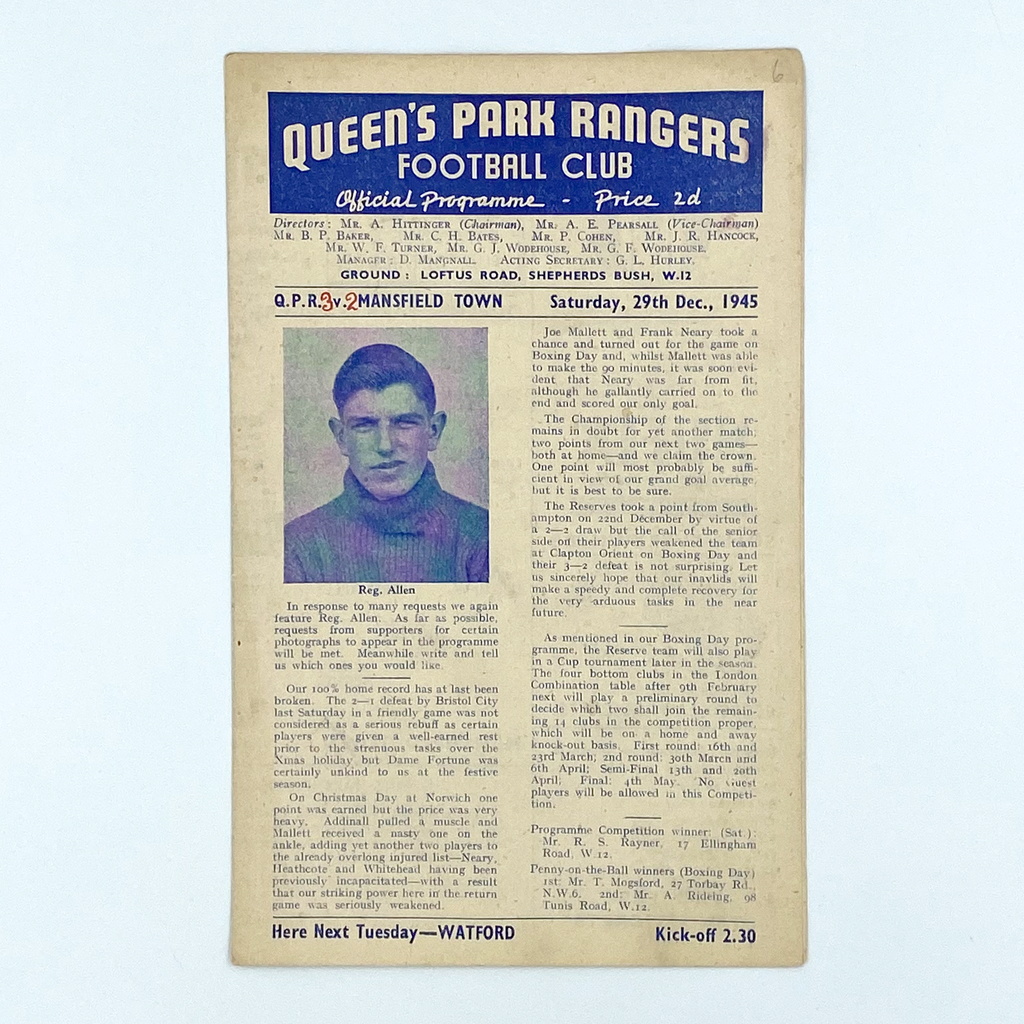 6
QUEEN'S PARK RANGERS
FOOTBALL CLUB
Official Programme - Price 2d
Directors: MR. A. HITTINGER (Chairman), MR. A. E. PEARSALL (Vice-Chairman)
MR. B. P. BAKER, MR. C. H. BATES, MR. P. COHEN, MR. J. R. HANCOCK,
MR. W. F. TURNER, MR. G. J. WODEHOUSE, MR. G. F. WODEHOUSE.
MANAGER: D. MANGNALL. ACTING SECRETARY: G. L. HURLEY.
GROUND: LOFTUS ROAD, SHEPHERDS BUSH, W.12
Q.P.R. 3 v. 2 MANSFIELD TOWN Saturday, 29th Dec., 1945
Reg. Allen
In response to many requests we again
feature Reg. Allen. As far as possible,
requests from supporters for certain
photographs to appear in the programme
will be met. Meanwhile write and tell
us which ones you would like.
Our 100% home record has at last been
broken. The 2—1 defeat by Bristol City
last Saturday in a friendly game was not
considered as a serious rebuff as certain
players were given a well-earned rest
prior to the strenuous tasks over the
Xmas holiday but Dame Fortune was
certainly unkind to us at the festive
season.
On Christmas Day at Norwich one
point was earned but the price was very
heavy. Addinall pulled a muscle and
Mallett received a nasty one on the
ankle, adding yet another two players to
the already overlong injured list—Neary,
Heathcote and Whitehead having been
previously incapacitated—with a result
that our striking power here in the return
game was seriously weakened.
Joe Mallett and Frank Neary took a
chance and turned out for the game on
Boxing Day and, whilst Mallett was able
to make the 90 minutes, it was soon evi-
dent that Neary was far from fit,
although he gallantly carried on to the
end and scored our only goal.
The Championship of the section re-
mains in doubt for yet another match;
two points from our next two games—
both at home—and we claim the crown.
One point will most probably be suffi-
cient in view of our grand goal average,
but it is best to be sure.
The Reserves took a point from South-
ampton on 22nd December by virtue of
a 2—2 draw but the call of the senior
side on their players weakened the team
at Clapton Orient on Boxing Day and
their 3—2 defeat is not surprising. Let
us sincerely hope that our inavlids will
make a speedy and complete recovery for
the very arduous tasks in the near
future.
As mentioned in our Boxing Day pro-
gramme, the Reserve team will also play
in a Cup tournament later in the season.
The four bottom clubs in the London
Combination table after 9th February
next will play a preliminary round to
decide which two shall join the remain-
ing 14 clubs in the competition proper,
which will be on a home and away
knock-out basis. First round: 16th and
23rd March; 2nd round: 30th March and
6th April; Semi-Final 13th and 20th
April; Final: 4th May. No Guest
players will be allowed in this Competi-
tion.
Programme Competition winner: (Sat.):
Mr. R. S. Rayner, 17 Ellingham
Road, W.12.
Penny-on-the-Ball winners (Boxing Day)
1st: Mr. T. Mogsford, 27 Torbay Rd.,
N.W.6. 2nd: Mr. A. Rideing, 98
Tunis Road, W.12.
Here Next Tuesday—WATFORD Kick-off 2.30